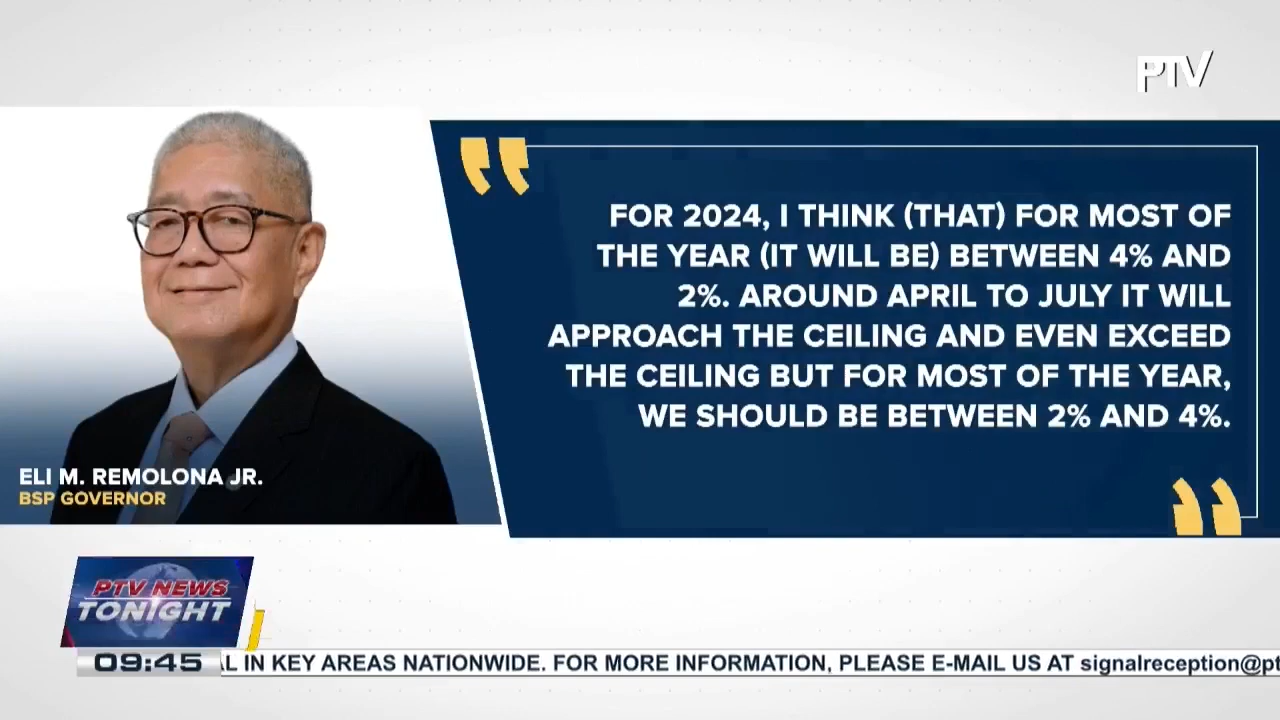 PTV
FOR 2024, I THINK (THAT) FOR MOST OF
THE YEAR (IT WILL BE) BETWEEN 4% AND
2%. AROUND APRIL TO JULY IT WILL
APPROACH THE CEILING AND EVEN EXCEED
THE CEILING BUT FOR MOST OF THE YEAR,
WE SHOULD BE BETWEEN 2% AND 4%.
ELI M. REMOLONA JR.
BSP GOVERNOR
PTV NEWS
TONIGHT
09:45
IN KEY AREAS NATIONWIDE. FOR MORE INFORMATION, PLEASE E-MAIL US AT signalreception@pt